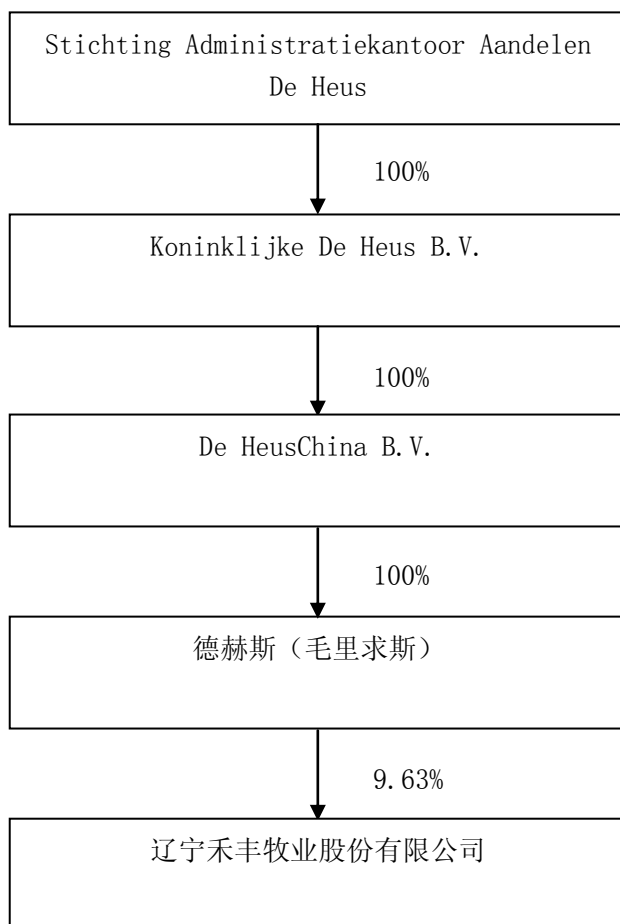 Stichting Administratiekantoor Aandelen
De Heus
100%
Koninklijke De Heus B.V.
100%
De HeusChina B.V.
100%
德赫斯（毛里求斯）
9.63%
辽宁禾丰牧业股份有限公司